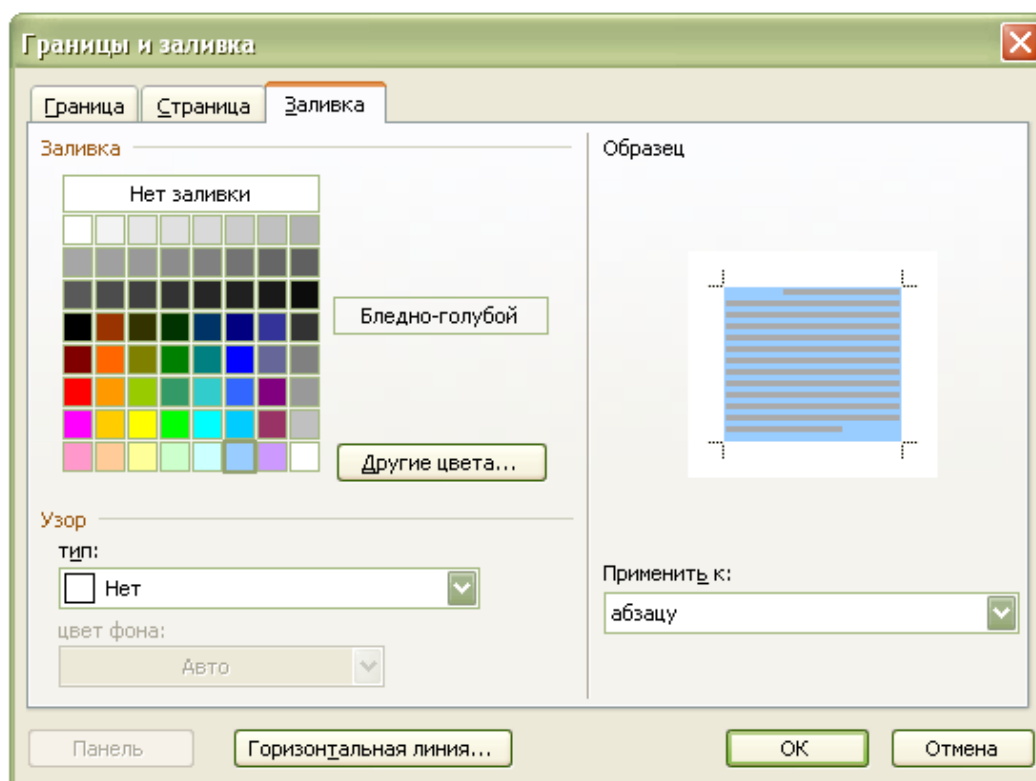 Границы и заливка
Граница
Страница
Заливка
Заливка
Нет заливки
Бледно-голубой
Другие цвета...
Узор
тип:
Нет
цвет фона:
Авто
Образец
Применить к:
абзацу
Панель
Горизонтальная линия...
ОК
Отмена